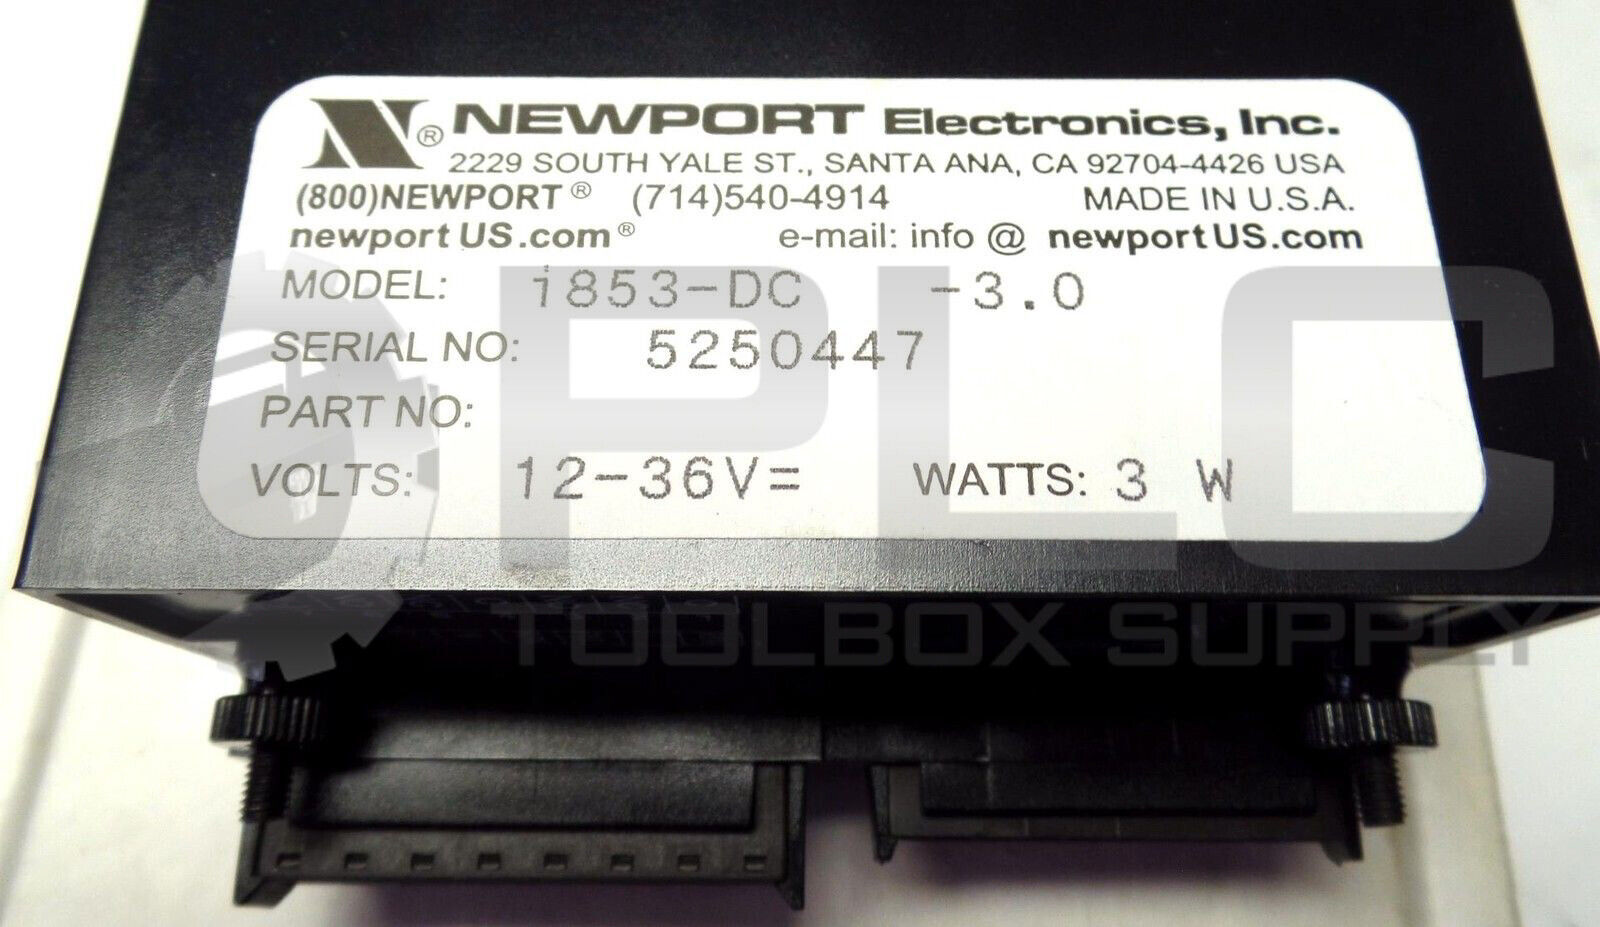 N® NEWPORT Electronics, Inc.
2229 SOUTH YALE ST., SANTA ANA, CA 92704-4426 USA
(800)NEWPORT® (714)540-4914 MADE IN U.S.A.
newportUS.com® e-mail: info @ newportUS.com
MODEL: i853-DC -3.0
SERIAL NO: 5250447
PART NO:
VOLTS: 12-36V= WATTS: 3 W
PLC
TOOLBOX SUPPLY